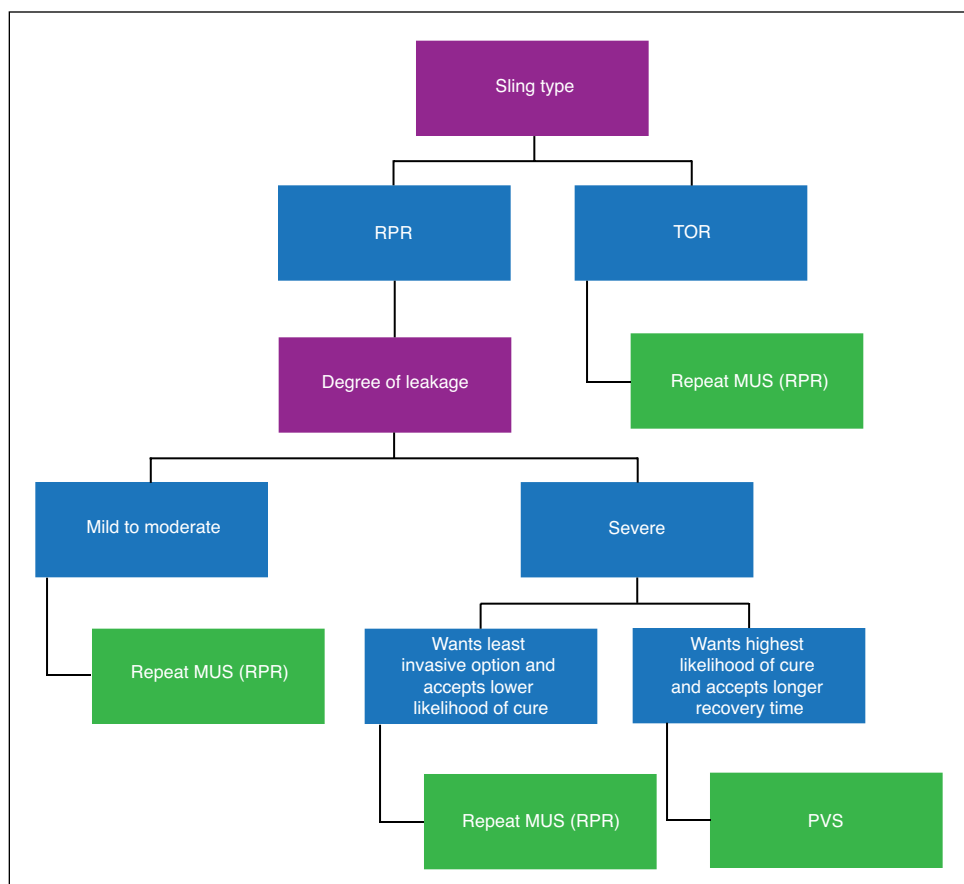 Sling type
RPR
TOR
Degree of leakage
Repeat MUS (RPR)
Mild to moderate
Severe
Repeat MUS (RPR)
Wants least
invasive option and
accepts lower
likelihood of cure
Wants highest
likelihood of cure
and accepts longer
recovery time
Repeat MUS (RPR)
PVS